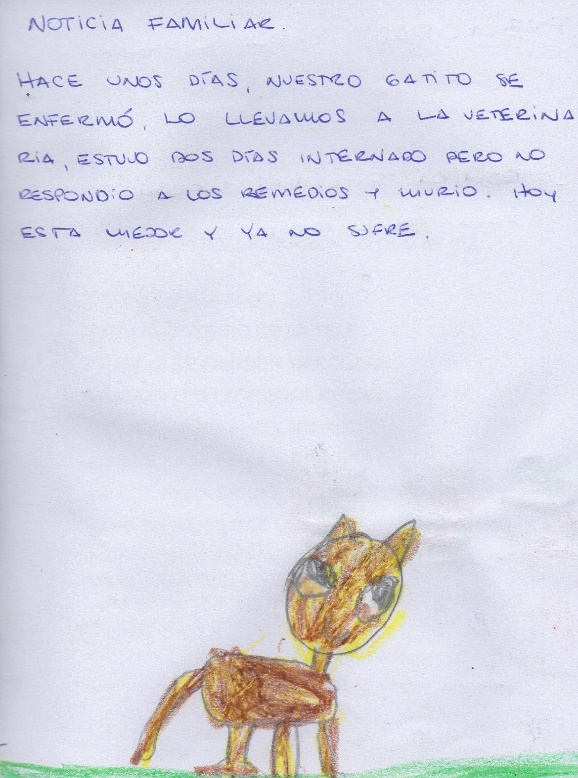 NOTICIA FAMILIAR.
HACE UNOS DÍAS, NUESTRO GATITO SE
ENFERMÓ, LO LLEVAMOS A LA VETERINA
RIA, ESTUVO DOS DÍAS INTERNADO PERO NO
RESPONDIO A LOS REMEDIOS Y MURIO. HOY
ESTA MEJOR Y YA NO SUFRE.